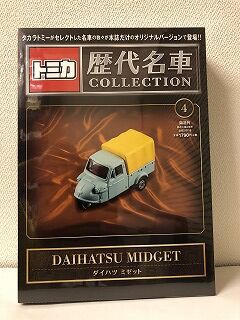 タカラトミーがセレクトした名車の数々が本誌だけのオリジナルバージョンで登場!!
トミカ
歴代名車
COLLECTION
4
DAIHATSU MIDGET
ダイハツ ミゼット